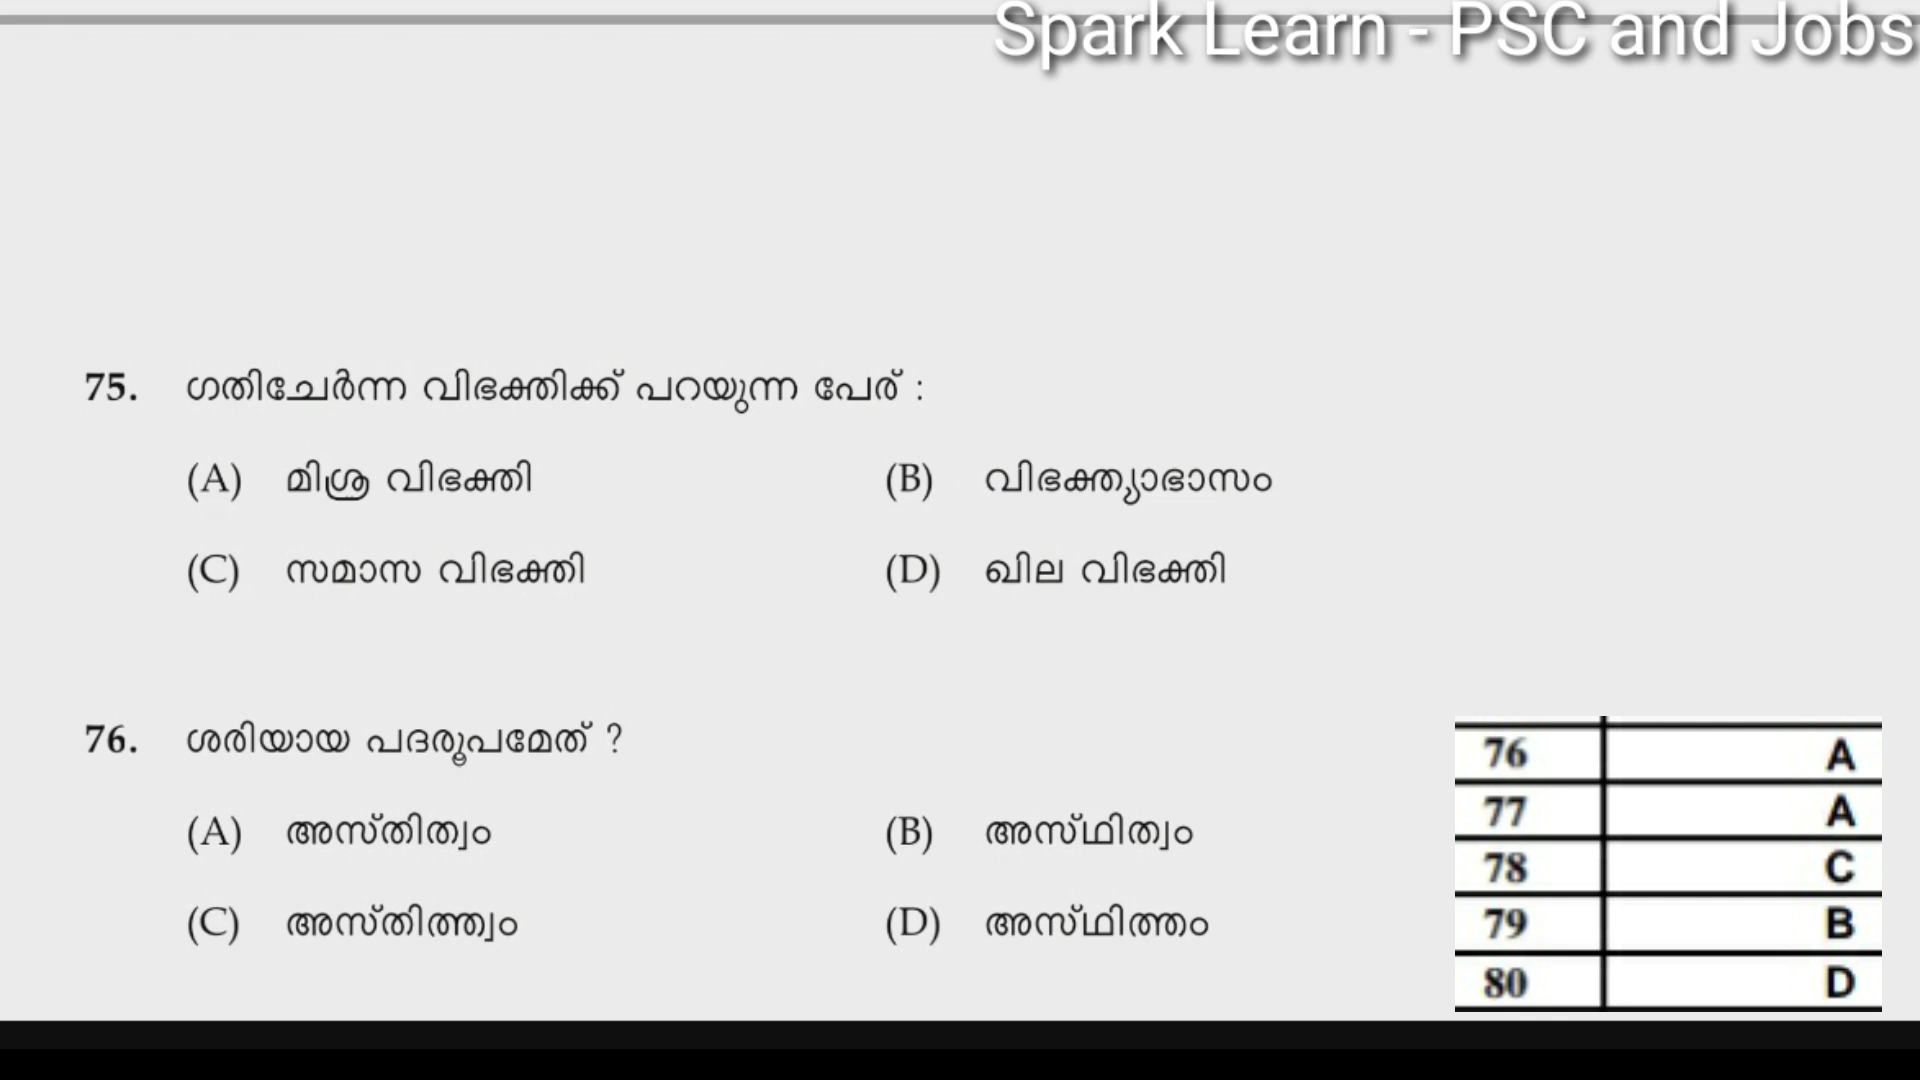 Spark Learn - PSC and Jobs
75. ഗതിചേർന്ന വിഭക്തിക്ക് പറയുന്ന പേര് :
(A) മിശ്ര വിഭക്തി (B) വിഭക്ത്യാഭാസം
(C) സമാസ വിഭക്തി (D) ഖില വിഭക്തി
76. ശരിയായ പദരൂപമേത് ?
(A) അസ്തിത്വം (B) അസ്ഥിത്വം
(C) അസ്തിത്ത്വം (D) അസ്ഥിത്തം
76 A
77 A
78 C
79 B
80 D